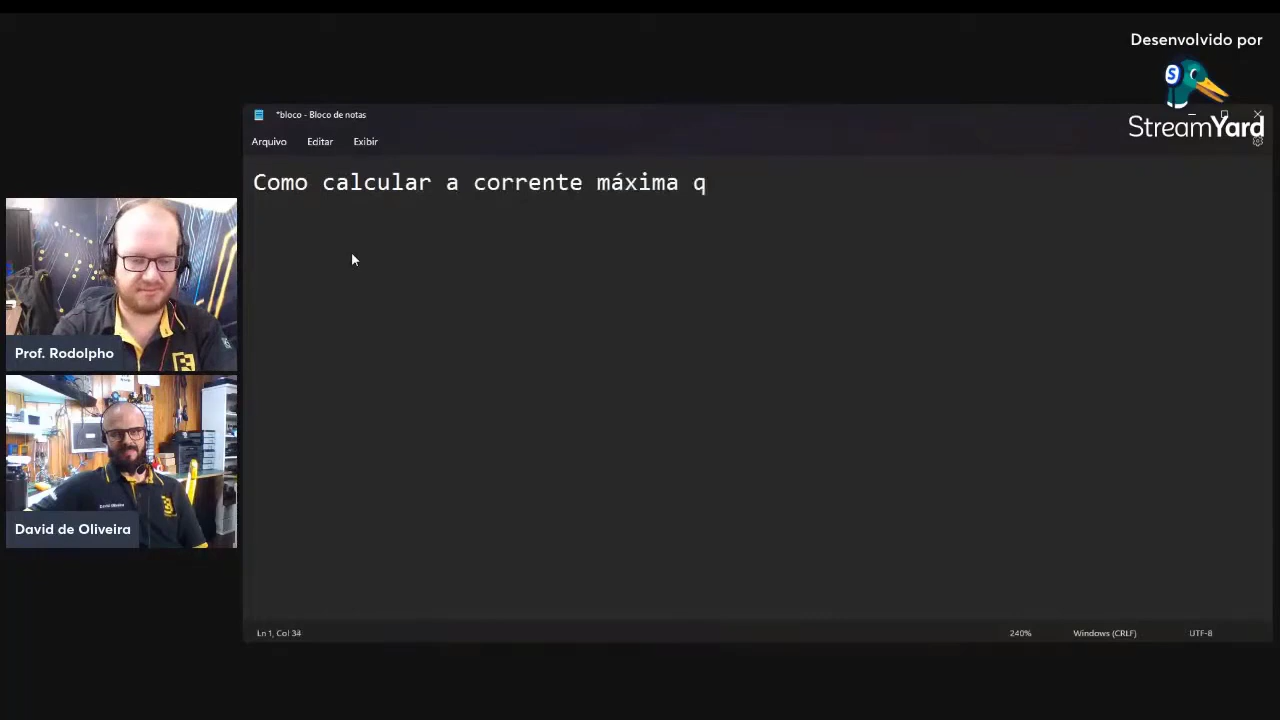 Desenvolvido por
StreamYard
*bloco - Bloco de notas
Arquivo Editar Exibir
Como calcular a corrente máxima q
Prof. Rodolpho
David de Oliveira
Ln 1, Col 34
240%
Windows (CRLF)
UTF-8